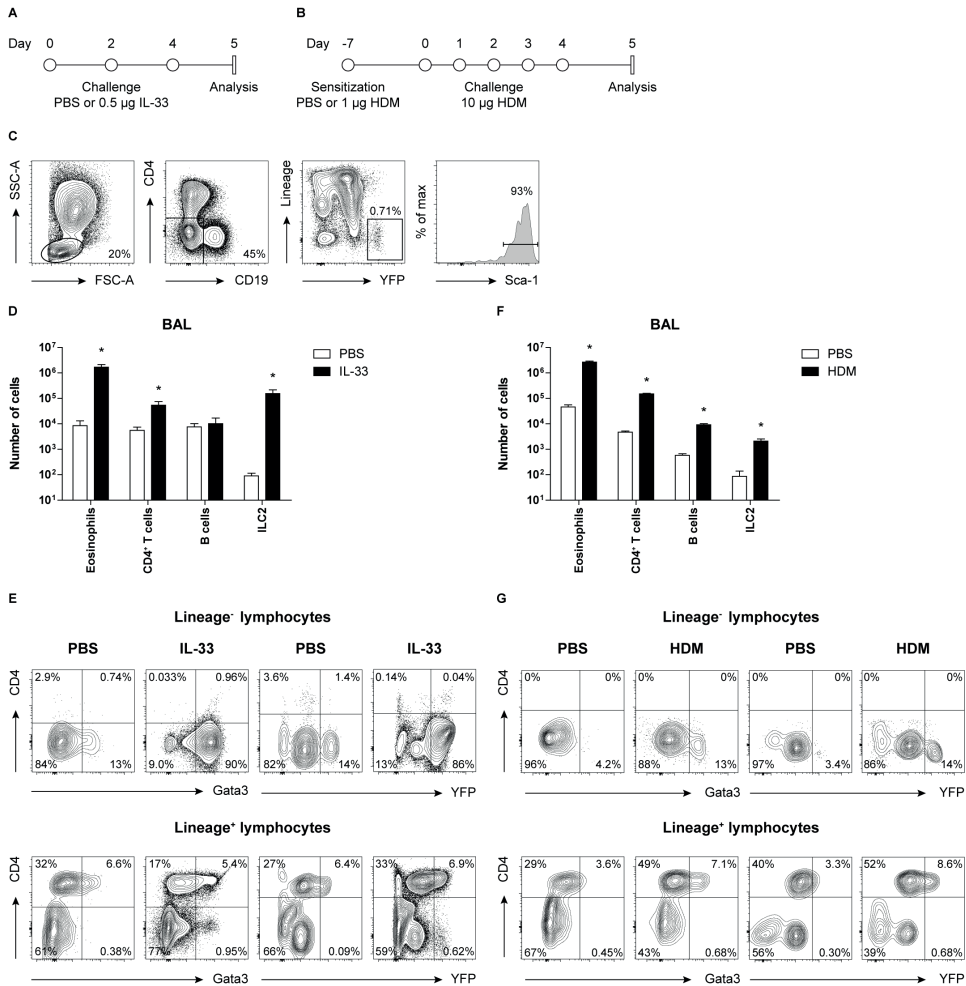 A
Day 0 2 4 5
Challenge
PBS or 0.5 µg IL-33
Analysis
B
Day -7 0 1 2 3 4 5
Sensitization
PBS or 1 µg HDM
Challenge
10 µg HDM
Analysis
C
SSC-A
20%
FSC-A
CD4
45%
CD19
Lineage
0.71%
YFP
% of max
93%
Sca-1
D
BAL
Number of cells
10⁷
10⁶
10⁵
10⁴
10³
10²
10¹
* * *
PBS
IL-33
Eosinophils
CD4⁺ T cells
B cells
ILC2
F
BAL
Number of cells
10⁷
10⁶
10⁵
10⁴
10³
10²
10¹
* * * *
PBS
HDM
Eosinophils
CD4⁺ T cells
B cells
ILC2
E
Lineage⁻ lymphocytes
PBS IL-33 PBS IL-33
CD4
2.9% 0.74% 0.033% 0.96% 3.6% 1.4% 0.14% 0.04%
84% 13% 9.0% 90% 82% 14% 13% 86%
Gata3 YFP
Lineage⁺ lymphocytes
CD4
32% 6.6% 17% 5.4% 27% 6.4% 33% 6.9%
61% 0.38% 77% 0.95% 66% 0.09% 59% 0.62%
Gata3 YFP
G
Lineage⁻ lymphocytes
PBS HDM PBS HDM
CD4
0% 0% 0% 0% 0% 0% 0% 0%
96% 4.2% 88% 13% 97% 3.4% 86% 14%
Gata3 YFP
Lineage⁺ lymphocytes
CD4
29% 3.6% 49% 7.1% 40% 3.3% 52% 8.6%
67% 0.45% 43% 0.68% 56% 0.30% 39% 0.68%
Gata3 YFP